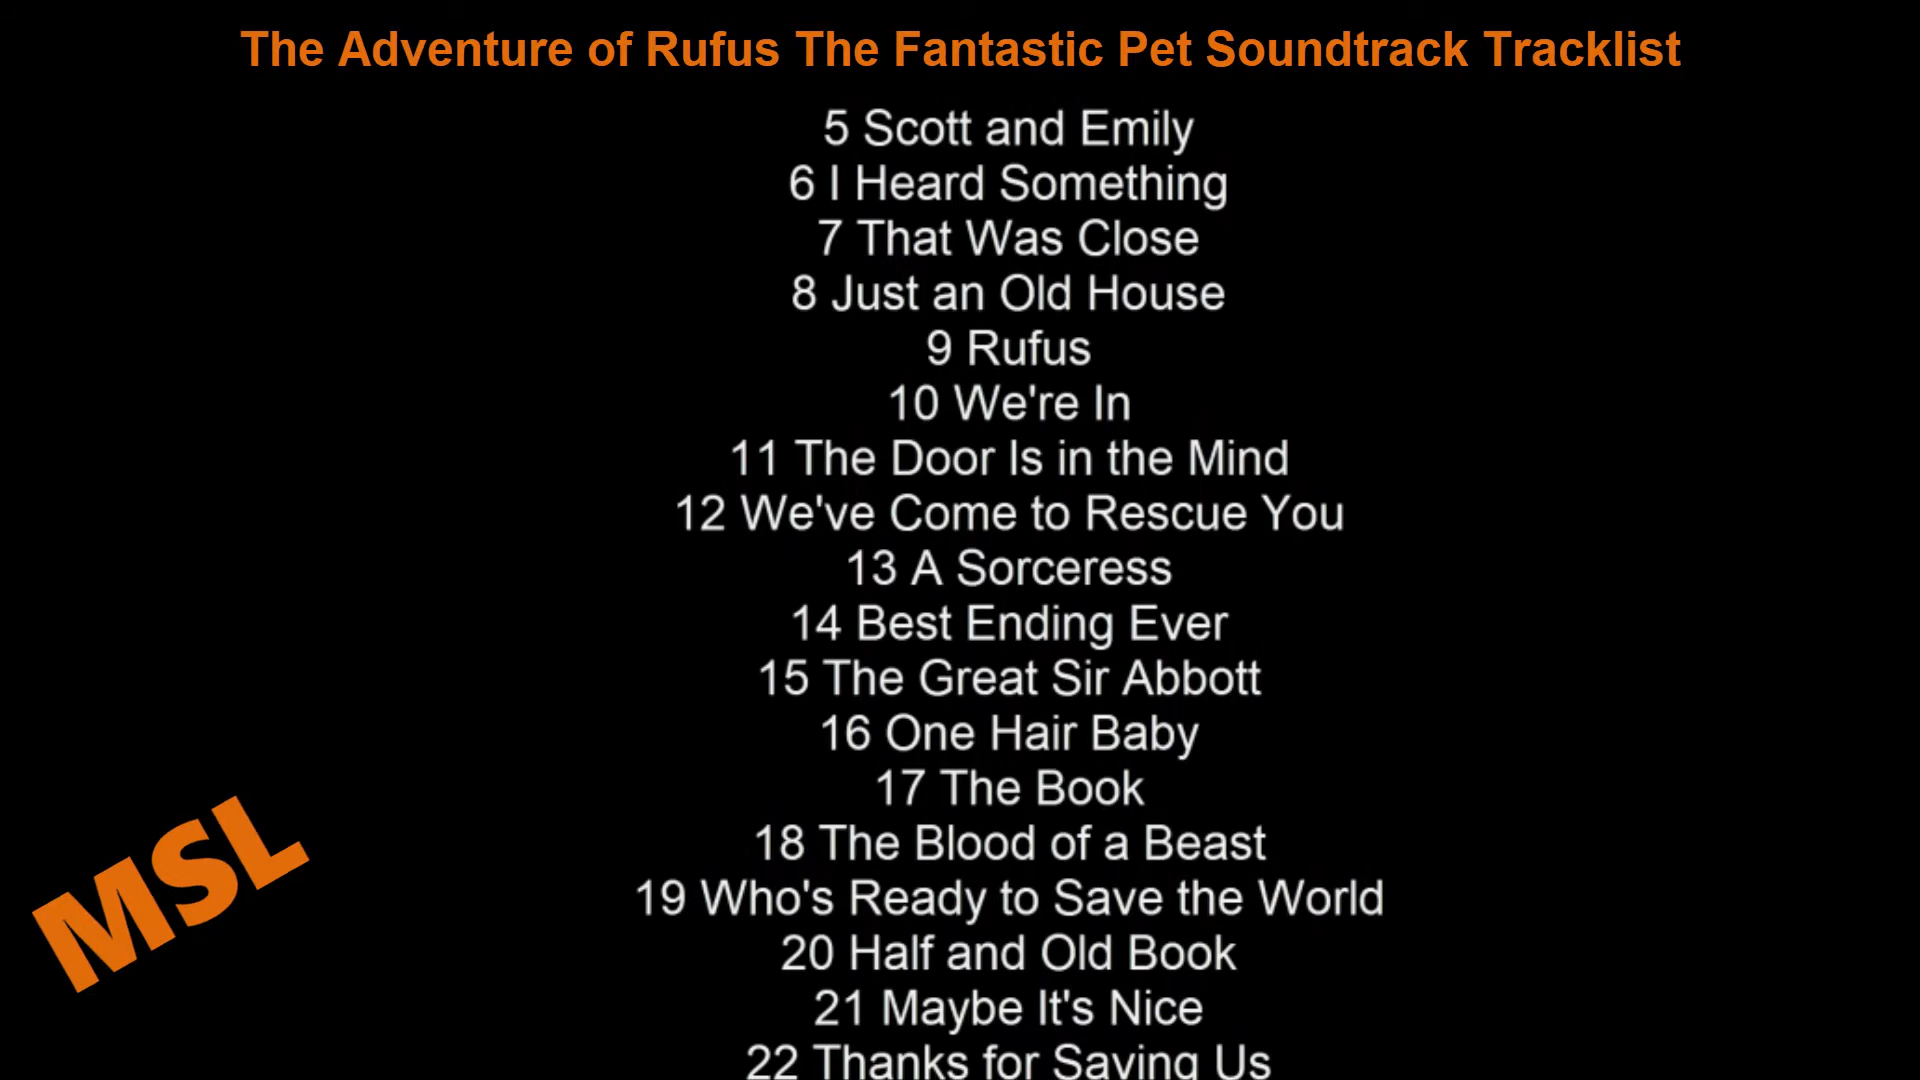 The Adventure of Rufus The Fantastic Pet Soundtrack Tracklist
5 Scott and Emily
6 I Heard Something
7 That Was Close
8 Just an Old House
9 Rufus
10 We're In
11 The Door Is in the Mind
12 We've Come to Rescue You
13 A Sorceress
14 Best Ending Ever
15 The Great Sir Abbott
16 One Hair Baby
17 The Book
18 The Blood of a Beast
19 Who's Ready to Save the World
20 Half and Old Book
21 Maybe It's Nice
22 Thanks for Saving Us
MSL